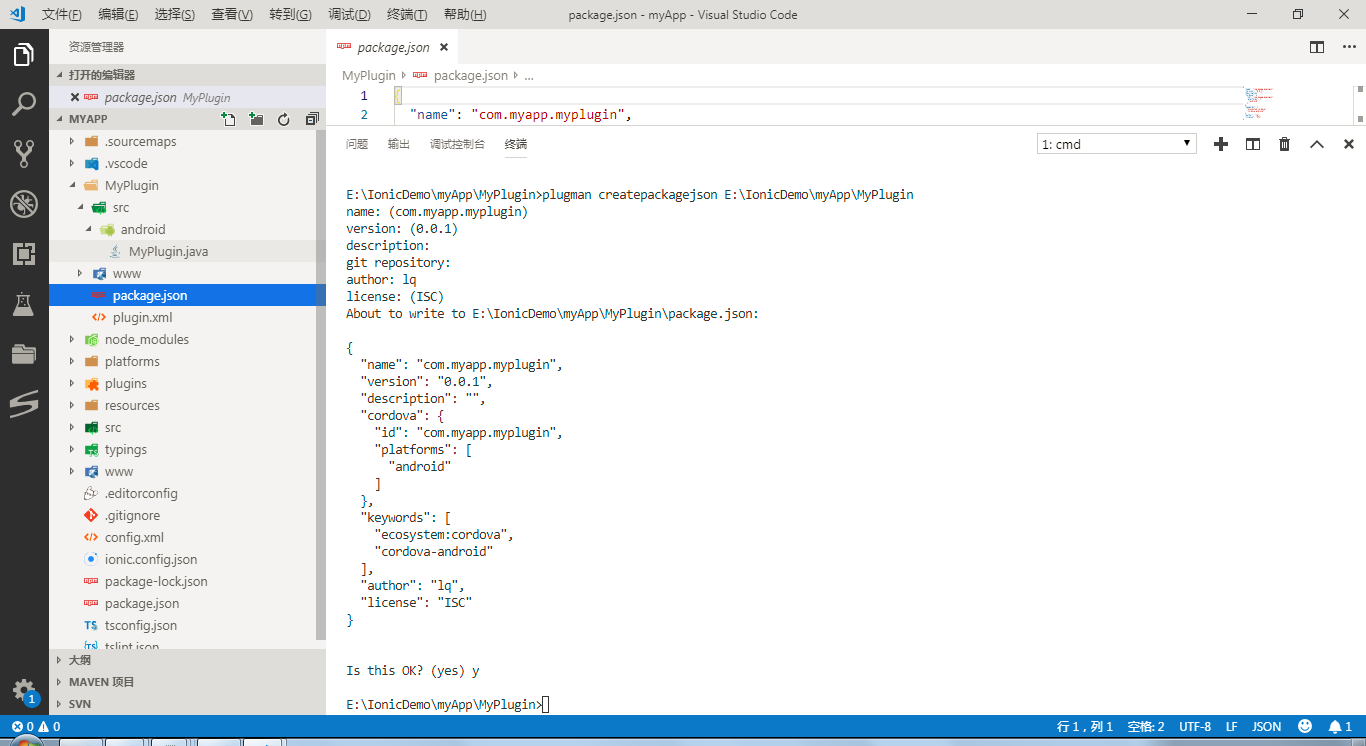 文件(F) 编辑(E) 选择(S) 查看(V) 转到(G) 调试(D) 终端(T) 帮助(H) package.json - myApp - Visual Studio Code
资源管理器
打开的编辑器
package.json MyPlugin
MYAPP
.sourcemaps
.vscode
MyPlugin
src
android
MyPlugin.java
www
package.json
plugin.xml
node_modules
platforms
plugins
resources
src
typings
www
.editorconfig
.gitignore
config.xml
ionic.config.json
package-lock.json
package.json
TS tsconfig.json
{TS} tslint.json
大纲
MAVEN 项目
SVN
1
package.json
MyPlugin package.json ...
1 {
2 "name": "com.myapp.myplugin",
问题 输出 调试控制台 终端 1: cmd
E:\IonicDemo\myApp\MyPlugin>plugman createpackagejson E:\IonicDemo\myApp\MyPlugin
name: (com.myapp.myplugin)
version: (0.0.1)
description:
git repository:
author: lq
license: (ISC)
About to write to E:\IonicDemo\myApp\MyPlugin\package.json:
{
"name": "com.myapp.myplugin",
"version": "0.0.1",
"description": "",
"cordova": {
"id": "com.myapp.myplugin",
"platforms": [
"android"
]
},
"keywords": [
"ecosystem:cordova",
"cordova-android"
],
"author": "lq",
"license": "ISC"
}
Is this OK? (yes) y
E:\IonicDemo\myApp\MyPlugin>
0 0 行 1，列 1 空格: 2 UTF-8 LF JSON 1